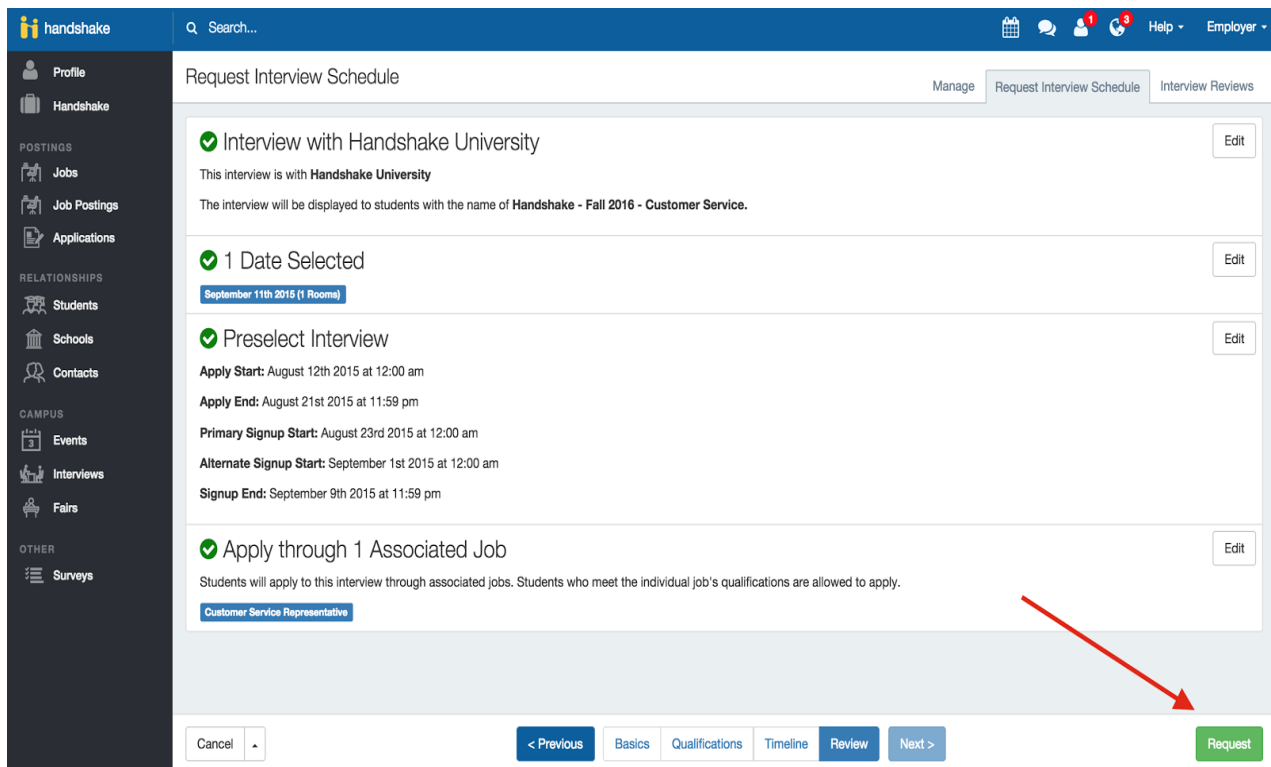 handshake
Search...
1
3
Help
Employer
Profile
Handshake
POSTINGS
Jobs
Job Postings
Applications
RELATIONSHIPS
Students
Schools
Contacts
CAMPUS
3
Events
Interviews
Fairs
OTHER
Surveys
Request Interview Schedule
Manage
Request Interview Schedule
Interview Reviews
Interview with Handshake University
Edit
This interview is with Handshake University
The interview will be displayed to students with the name of Handshake - Fall 2016 - Customer Service.
1 Date Selected
Edit
September 11th 2015 (1 Rooms)
Preselect Interview
Edit
Apply Start: August 12th 2015 at 12:00 am
Apply End: August 21st 2015 at 11:59 pm
Primary Signup Start: August 23rd 2015 at 12:00 am
Alternate Signup Start: September 1st 2015 at 12:00 am
Signup End: September 9th 2015 at 11:59 pm
Apply through 1 Associated Job
Edit
Students will apply to this interview through associated jobs. Students who meet the individual job's qualifications are allowed to apply.
Customer Service Representative
Cancel
< Previous
Basics
Qualifications
Timeline
Review
Next >
Request